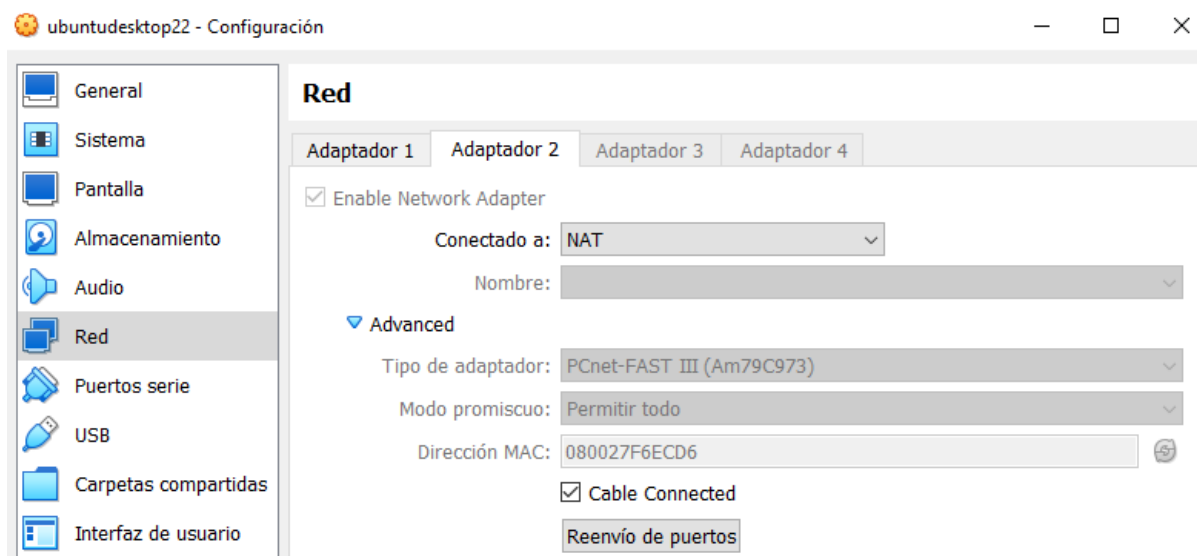 ubuntudesktop22 - Configuración
General
Sistema
Pantalla
Almacenamiento
Audio
Red
Puertos serie
USB
Carpetas compartidas
Interfaz de usuario
Red
Adaptador 1 Adaptador 2 Adaptador 3 Adaptador 4
Enable Network Adapter
Conectado a: NAT
Nombre:
Advanced
Tipo de adaptador: PCnet-FAST III (Am79C973)
Modo promiscuo: Permitir todo
Dirección MAC: 080027F6ECD6
Cable Connected
Reenvío de puertos